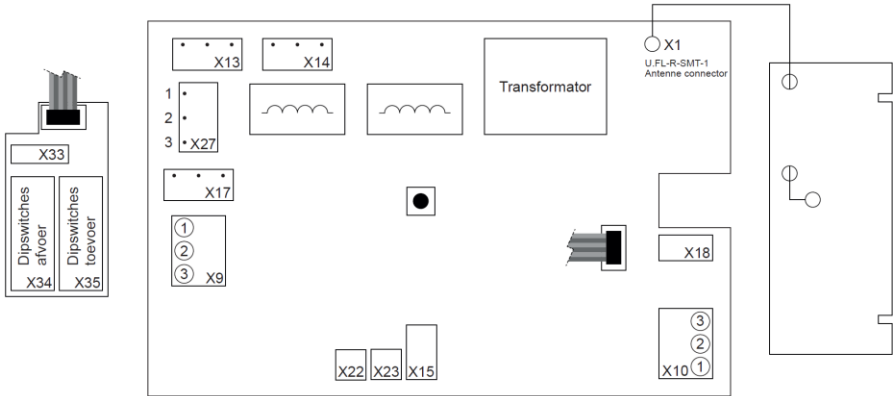 X13
X14
X1
U.FL-R-SMT-1
Antenne connector
Transformator
1
2
3
X27
X33
X17
Dipswitches
afvoer
X34
Dipswitches
toevoer
X35
1
2
3
X9
X18
3
2
1
X10
X22
X23
X15